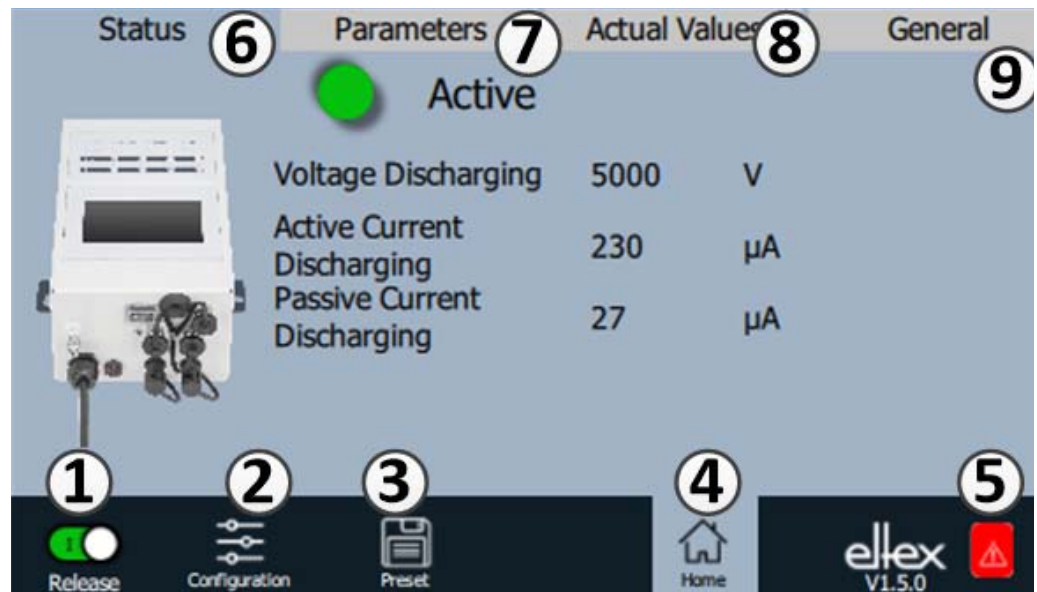 Status Parameters Actual Values General
6 7 8 9
Active
Voltage Discharging 5000 V
Active Current
Discharging 230 µA
Passive Current
Discharging 27 µA
1 2 3 4 5
I
Release Configuration Preset Home
eltex
V1.5.0